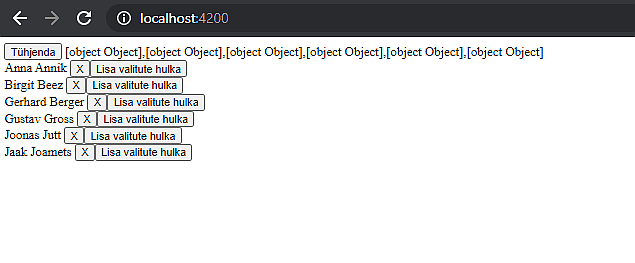 localhost:4200
Tühjenda [object Object],[object Object],[object Object],[object Object],[object Object],[object Object]
Anna Annik X Lisa valitute hulka
Birgit Beez X Lisa valitute hulka
Gerhard Berger X Lisa valitute hulka
Gustav Gross X Lisa valitute hulka
Joonas Jutt X Lisa valitute hulka
Jaak Joamets X Lisa valitute hulka